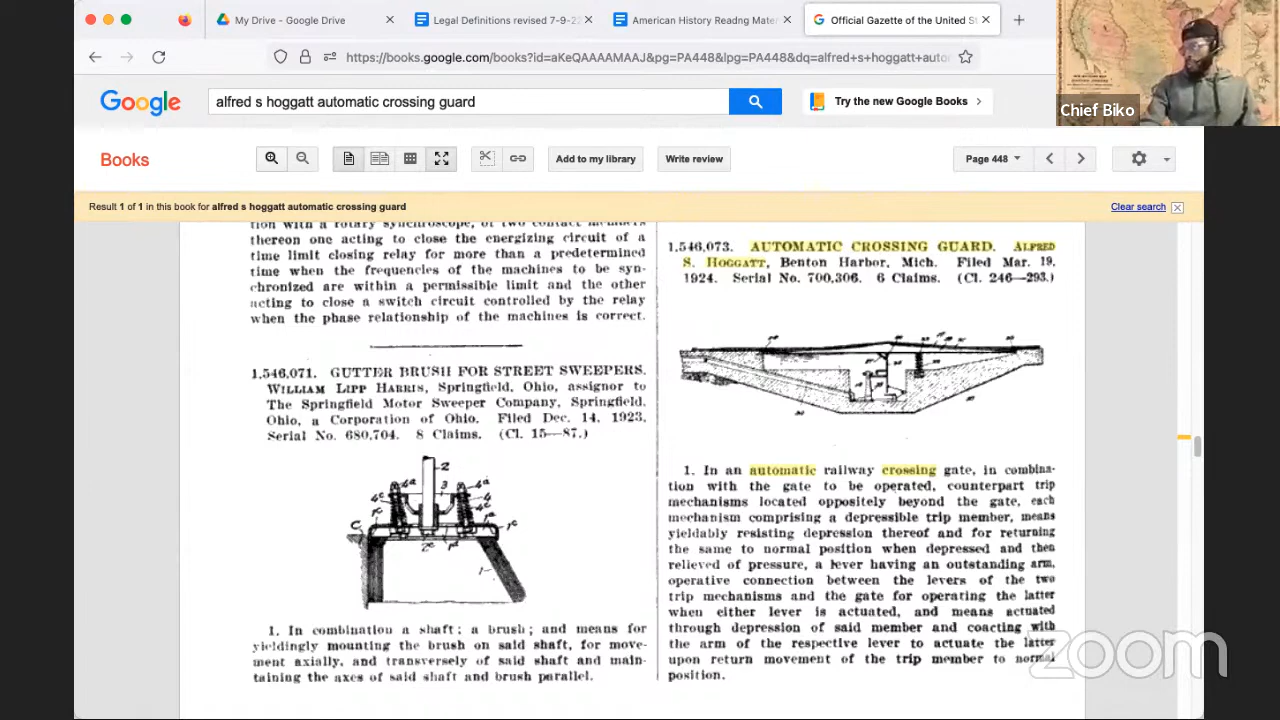 My Drive - Google Drive
Legal Definitions revised 7-9-2
American History Readng Mater
Official Gazette of the United St
https://books.google.com/books?id=aKeQAAAAMAAJ&pg=PA448&lpg=PA448&dq=alfred+s+hoggatt+auto
Chief Biko
Google
alfred s hoggatt automatic crossing guard
Try the new Google Books
Books
Add to my library
Write review
Page 448
Result 1 of 1 in this book for alfred s hoggatt automatic crossing guard
Clear search
tion with a rotary synchroscope, of two contact members
thereon one acting to close the energizing circuit of a
time limit closing relay for more than a predetermined
time when the frequencies of the machines to be syn-
chronized are within a permissible limit and the other
acting to close a switch circuit controlled by the relay
when the phase relationship of the machines is correct.
1,546,071. GUTTER BRUSH FOR STREET SWEEPERS.
WILLIAM LIPP HARRIS, Springfield, Ohio, assignor to
The Springfield Motor Sweeper Company, Springfield,
Ohio, a Corporation of Ohio. Filed Dec. 14, 1923.
Serial No. 680,704. 8 Claims. (Cl. 15—87.)
1. In combination a shaft; a brush; and means for
yieldingly mounting the brush on said shaft, for move-
ment axially, and transversely of said shaft and main-
taining the axes of said shaft and brush parallel.
1,546,073. AUTOMATIC CROSSING GUARD. ALFRED
S. HOGGATT, Benton Harbor, Mich. Filed Mar. 19,
1924. Serial No. 700,306. 6 Claims. (Cl. 246—293.)
1. In an automatic railway crossing gate, in combina-
tion with the gate to be operated, counterpart trip
mechanisms located oppositely beyond the gate, each
mechanism comprising a depressible trip member, means
yieldably resisting depression thereof and for returning
the same to normal position when depressed and then
relieved of pressure, a lever having an outstanding arm,
operative connection between the levers of the two
trip mechanisms and the gate for operating the latter
when either lever is actuated, and means actuated
through depression of said member and coacting with
the arm of the respective lever to actuate the latter
upon return movement of the trip member to normal
position.
zoom